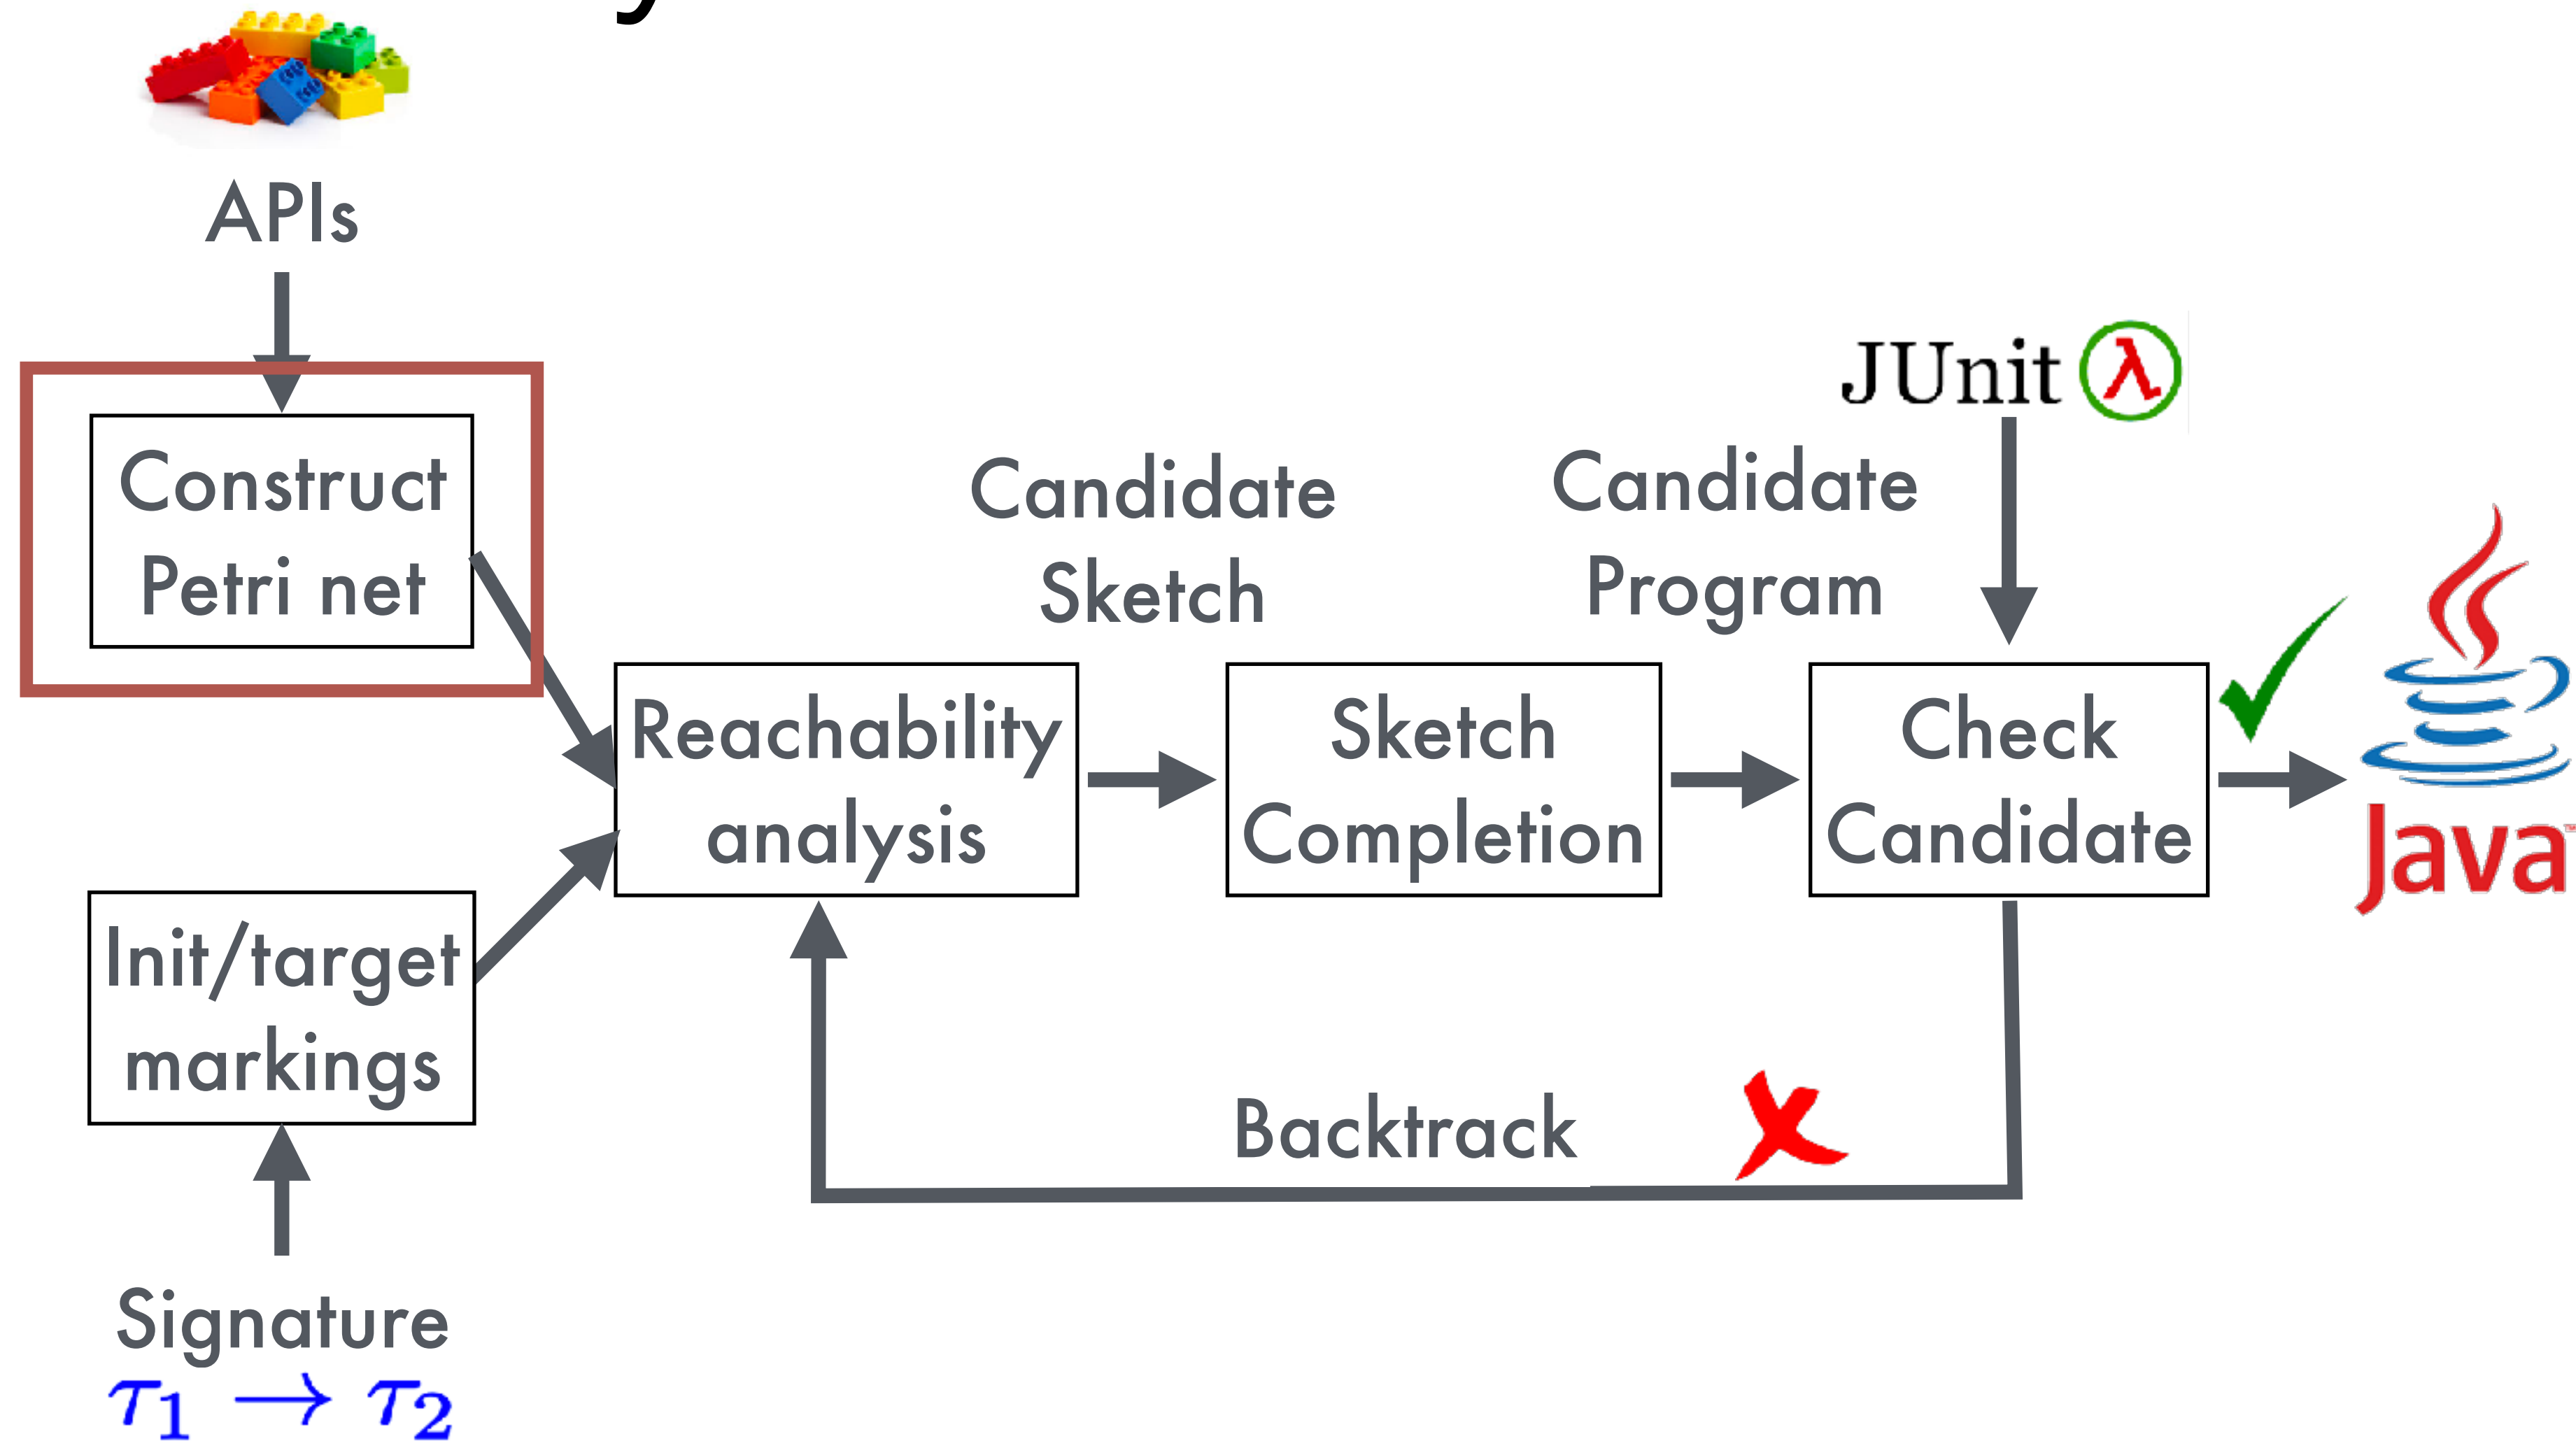 APIs
Construct
Petri net
Init/target
markings
Signature
τ1 → τ2
Reachability
analysis
Candidate
Sketch
Sketch
Completion
Candidate
Program
JUnit λ
Check
Candidate
Backtrack
Java™